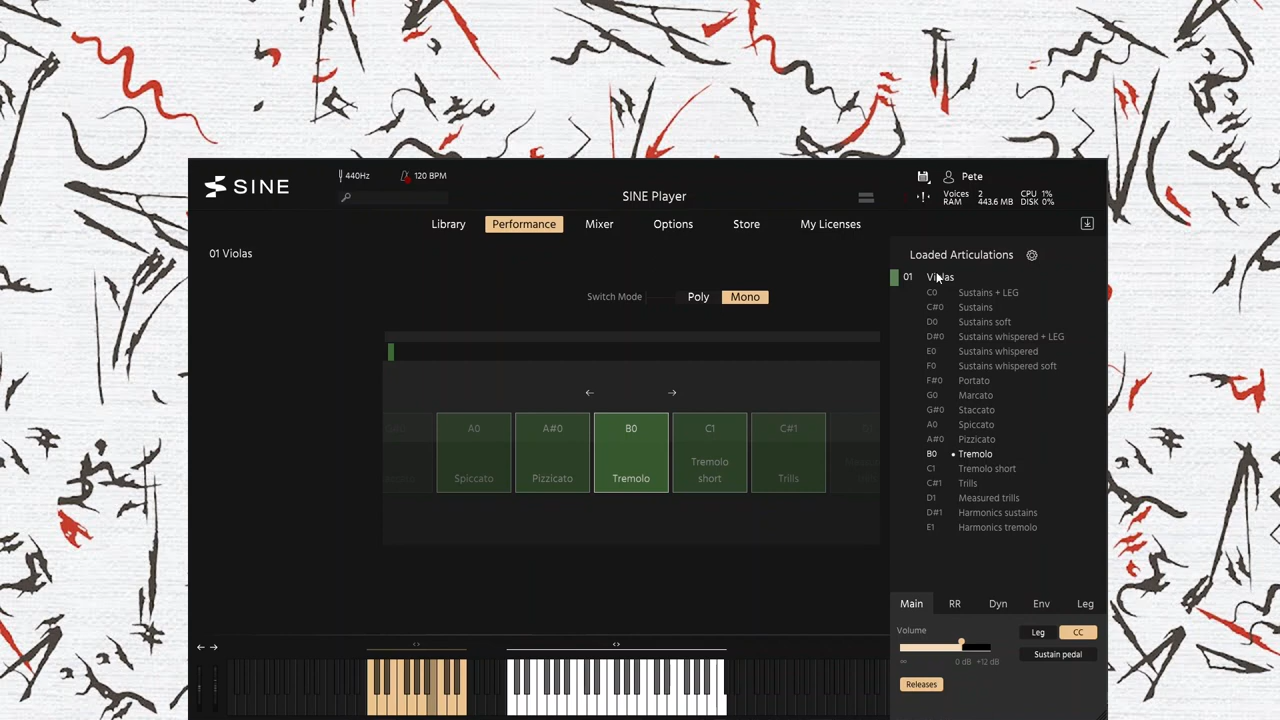 SINE
440Hz
120 BPM
SINE Player
Pete
Voices 2 CPU 1%
RAM 443.6 MB DISK 0%
Library Performance Mixer Options Store My Licenses
01 Violas
Loaded Articulations
01 Violas
Switch Mode Poly Mono
C0 Sustains + LEG
C#0 Sustains
D0 Sustains soft
D#0 Sustains whispered + LEG
E0 Sustains whispered
F0 Sustains whispered soft
F#0 Portato
G0 Marcato
G#0 Staccato
A0 Spiccato
A#0 Pizzicato
B0 • Tremolo
C1 Tremolo short
C#1 Trills
D1 Measured trills
D#1 Harmonics sustains
E1 Harmonics tremolo
A0 A#0 B0 C1 C#1
Spiccato Pizzicato Tremolo Tremolo short Trills
Main RR Dyn Env Leg
Volume
Leg CC
∞ 0 dB +12 dB
Sustain pedal
Releases